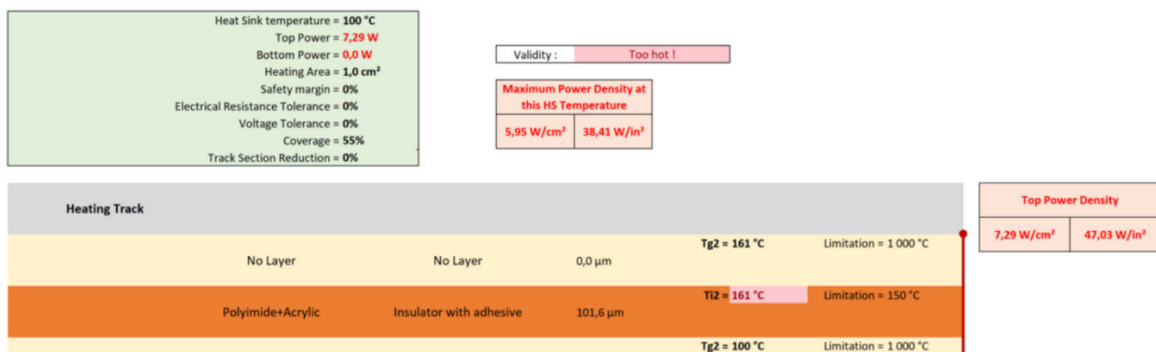 Heat Sink temperature = 100 °C
Top Power = 7,29 W
Bottom Power = 0,0 W
Heating Area = 1,0 cm²
Safety margin = 0%
Electrical Resistance Tolerance = 0%
Voltage Tolerance = 0%
Coverage = 55%
Track Section Reduction = 0%
Validity : Too hot !
Maximum Power Density at
this HS Temperature
5,95 W/cm² 38,41 W/in²
Heating Track
Top Power Density
7,29 W/cm² 47,03 W/in²
Tg2 = 161 °C Limitation = 1 000 °C
No Layer No Layer 0,0 μm
Ti2 = 161 °C Limitation = 150 °C
Polyimide+Acrylic Insulator with adhesive 101,6 μm
Tg2 = 100 °C Limitation = 1 000 °C